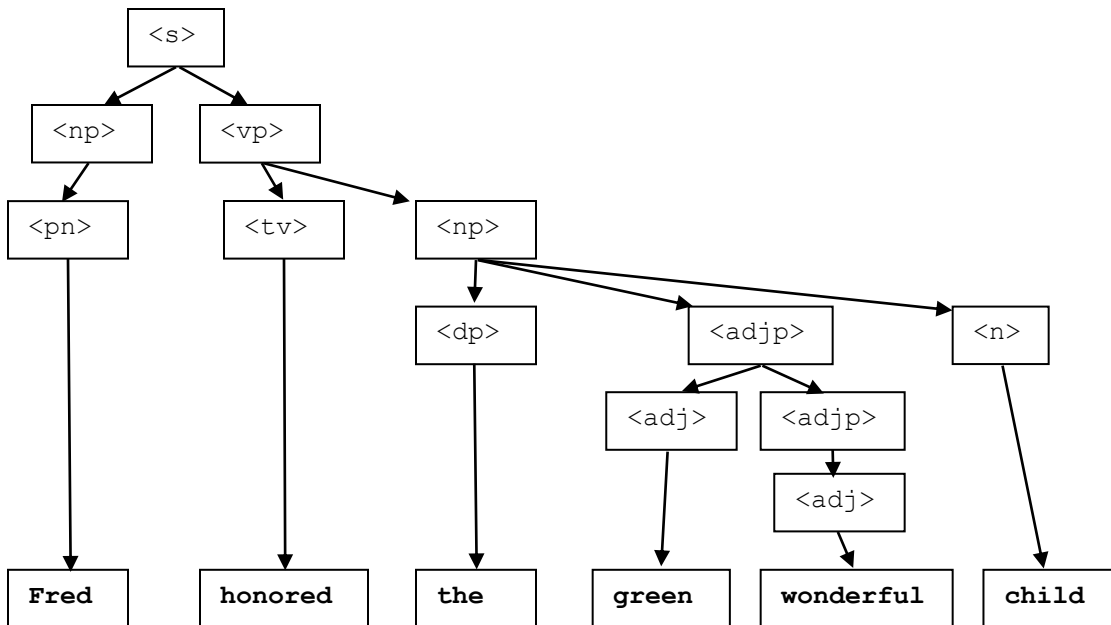 <s>
<np> <vp>
<pn> <tv> <np>
<dp> <adjp> <n>
<adj> <adjp>
<adj>
Fred honored the green wonderful child